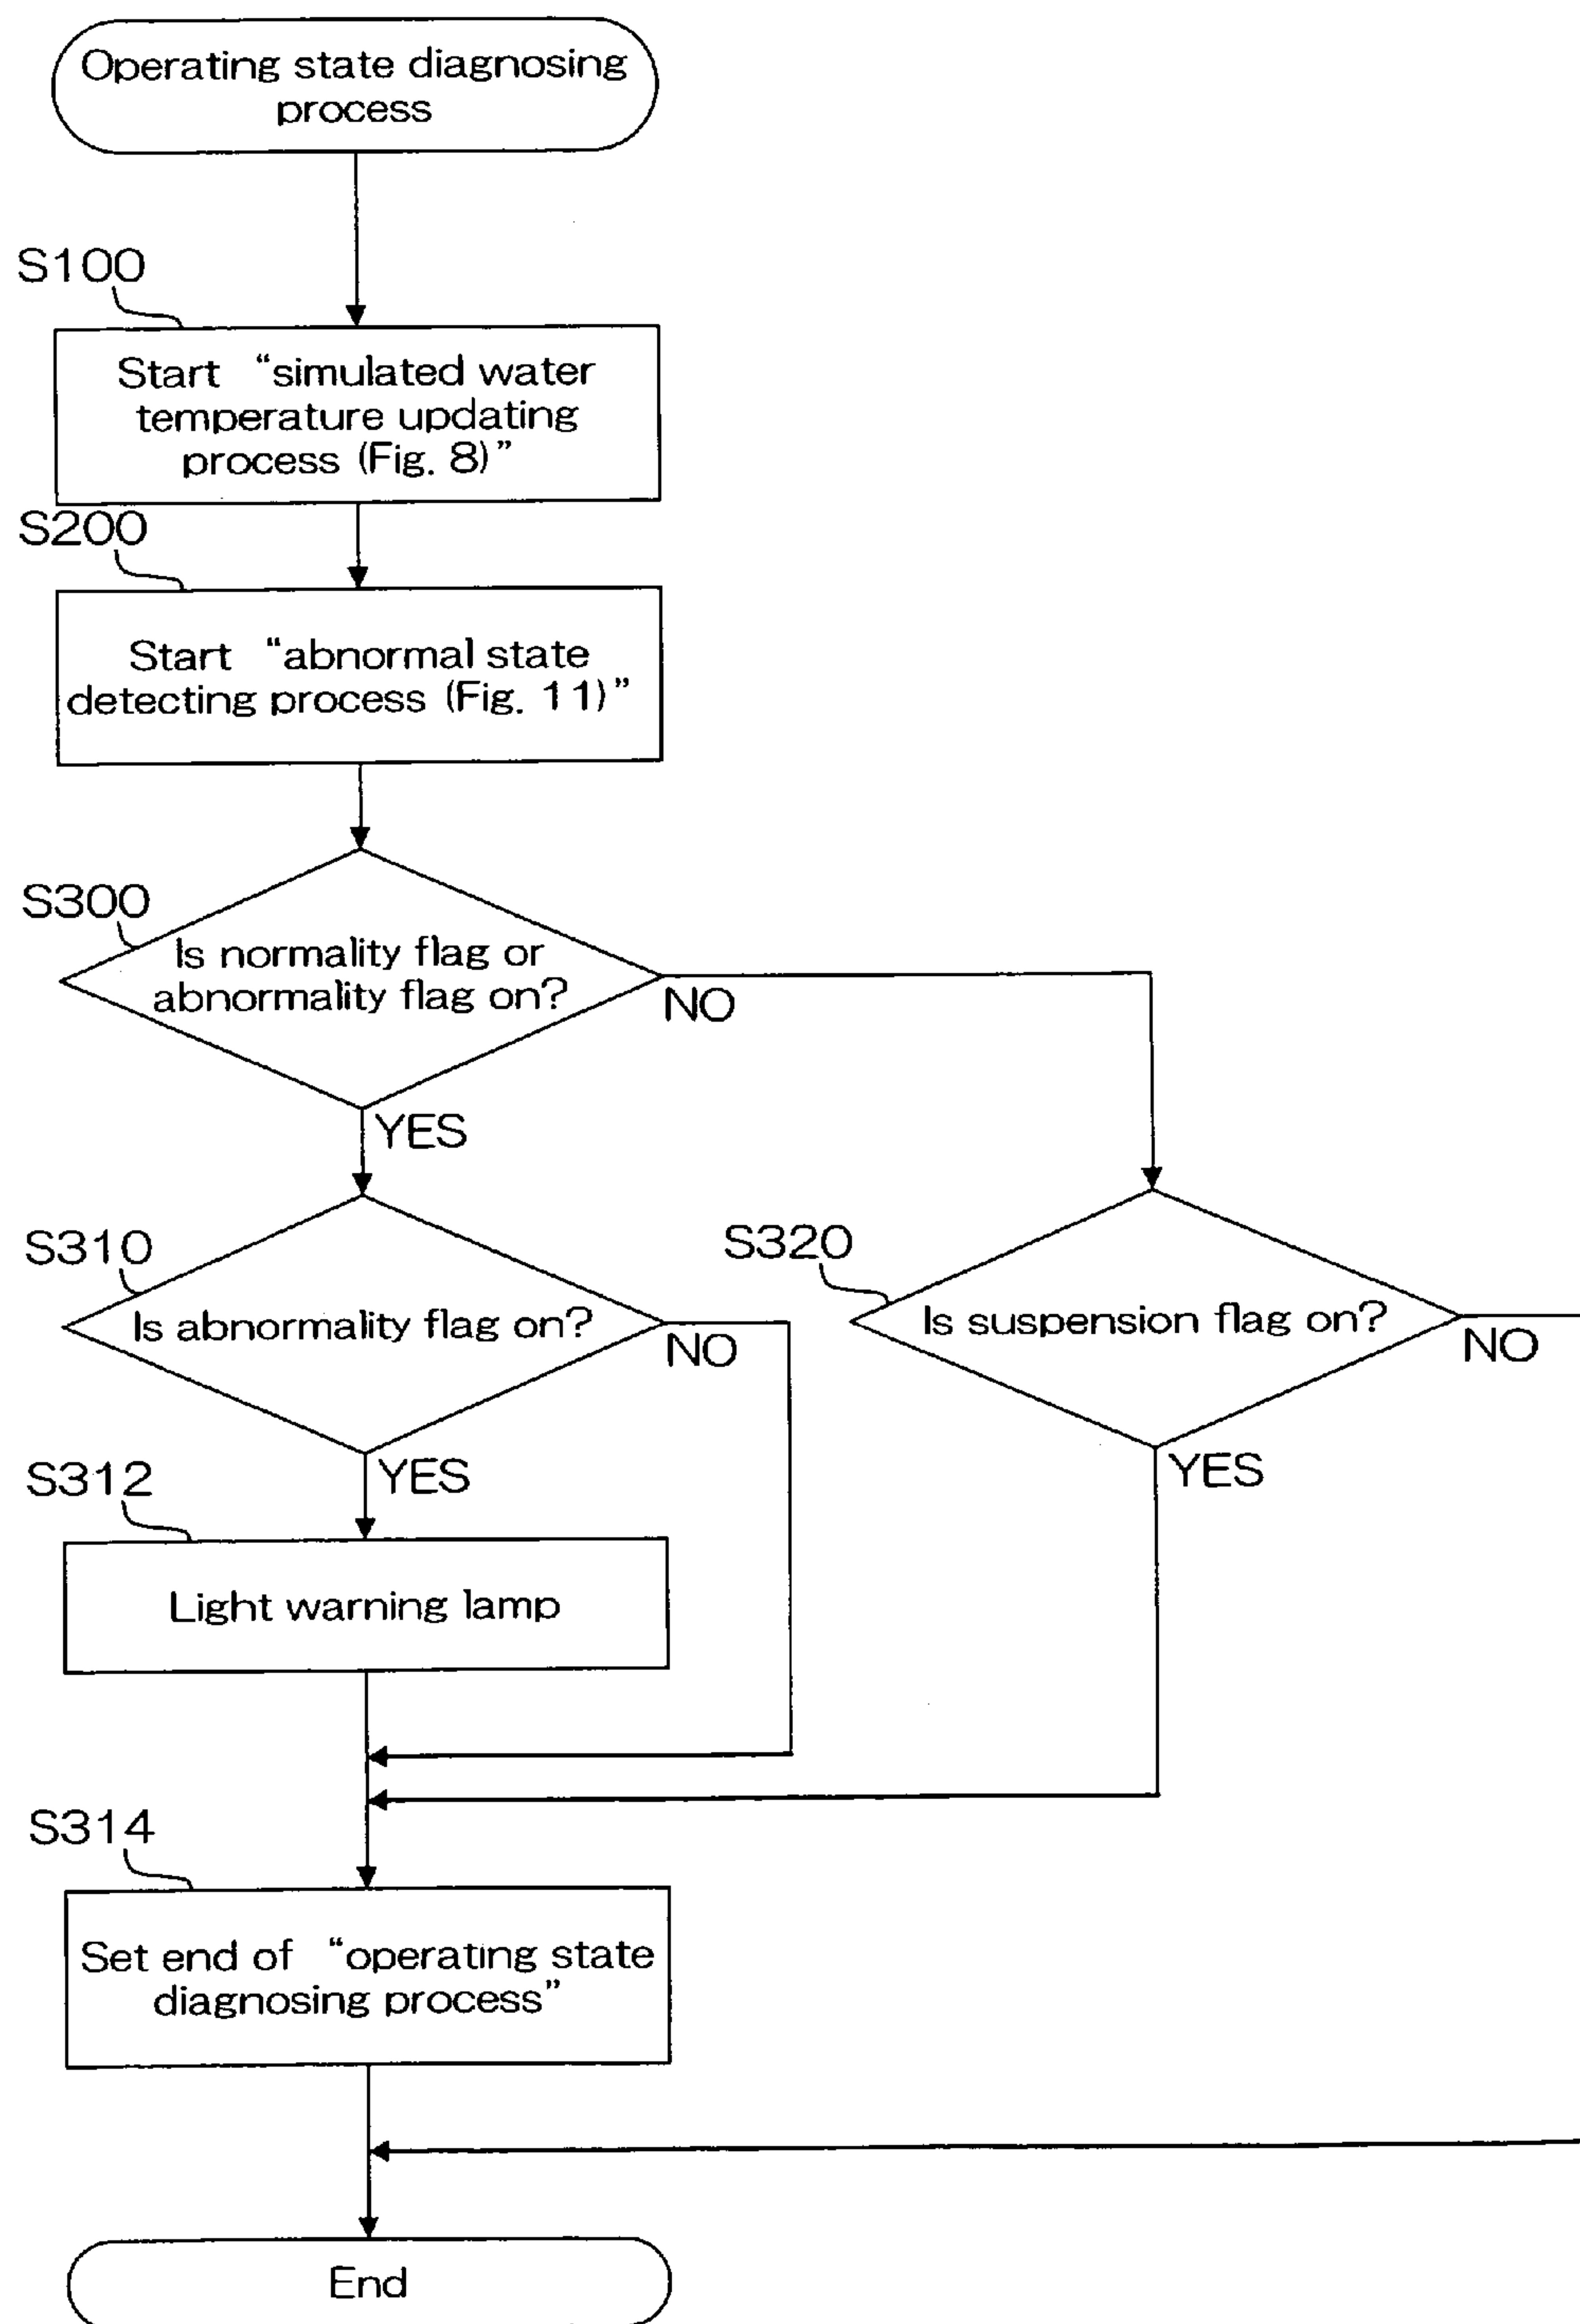 Operating state diagnosing
process
S100
Start “simulated water
temperature updating
process (Fig. 8)”
S200
Start “abnormal state
detecting process (Fig. 11)”
S300
Is normality flag or
abnormality flag on?
NO
YES
S310
Is abnormality flag on?
NO
S320
Is suspension flag on?
NO
YES
YES
S312
Light warning lamp
S314
Set end of “operating state
diagnosing process”
End